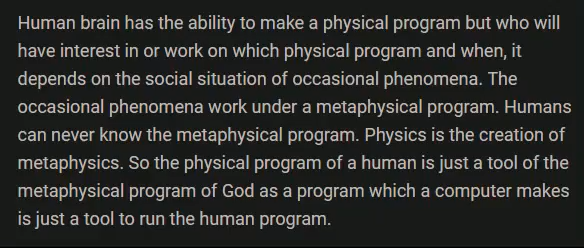 Human brain has the ability to make a physical program but who will
have interest in or work on which physical program and when, it
depends on the social situation of occasional phenomena. The
occasional phenomena work under a metaphysical program. Humans
can never know the metaphysical program. Physics is the creation of
metaphysics. So the physical program of a human is just a tool of the
metaphysical program of God as a program which a computer makes
is just a tool to run the human program.